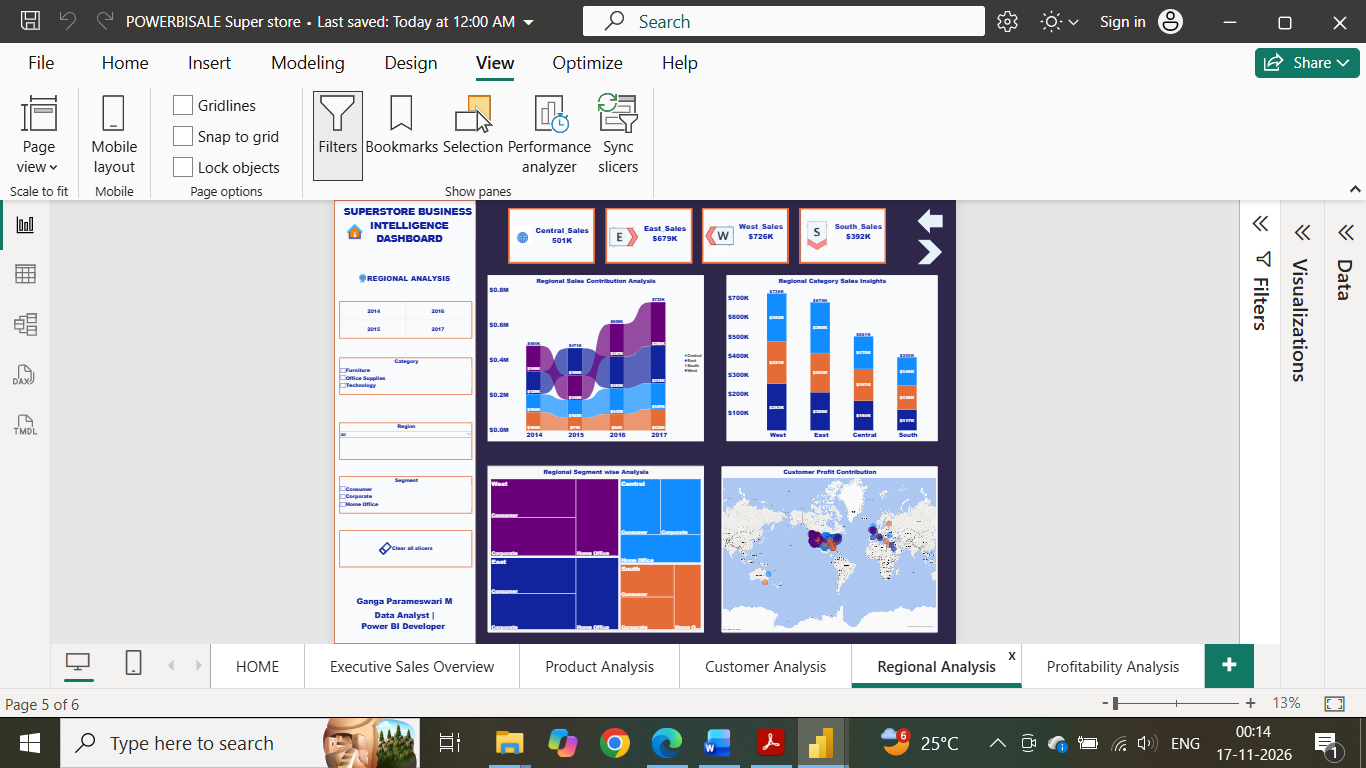 POWERBISALE Super store • Last saved: Today at 12:00 AM
Search
Sign in
File
Home
Insert
Modeling
Design
View
Optimize
Help
Share
Page view
Mobile layout
Gridlines
Snap to grid
Lock objects
Filters
Bookmarks
Selection
Performance analyzer
Sync slicers
Scale to fit
Mobile
Page options
Show panes
DAX
TMDL
SUPERSTORE BUSINESS
INTELLIGENCE
DASHBOARD
REGIONAL ANALYSIS
2014
2016
2015
2017
Category
Furniture
Office Supplies
Technology
Region
All
Segment
Consumer
Corporate
Home Office
Clear all slicers
Ganga Parameswari M
Data Analyst |
Power BI Developer
Central_Sales
501K
E
East_Sales
$679K
W
West_Sales
$726K
S
South_Sales
$392K
Regional Sales Contribution Analysis
$0.8M
$0.6M
$0.4M
$0.2M
$0.0M
2014
2015
2016
2017
Central
East
South
West
Regional Category Sales Insights
$700K
$600K
$500K
$400K
$300K
$200K
$100K
West
East
Central
South
Regional Segment wise Analysis
West
Consumer
Corporate
Home Office
East
Consumer
Corporate
Home Office
Central
Consumer
Corporate
Home Office
South
Consumer
Corporate
Home O...
Customer Profit Contribution
Filters
Visualizations
Data
HOME
Executive Sales Overview
Product Analysis
Customer Analysis
Regional Analysis
x
Profitability Analysis
Page 5 of 6
13%
Type here to search
6
25°C
ENG
00:14
17-11-2026
1